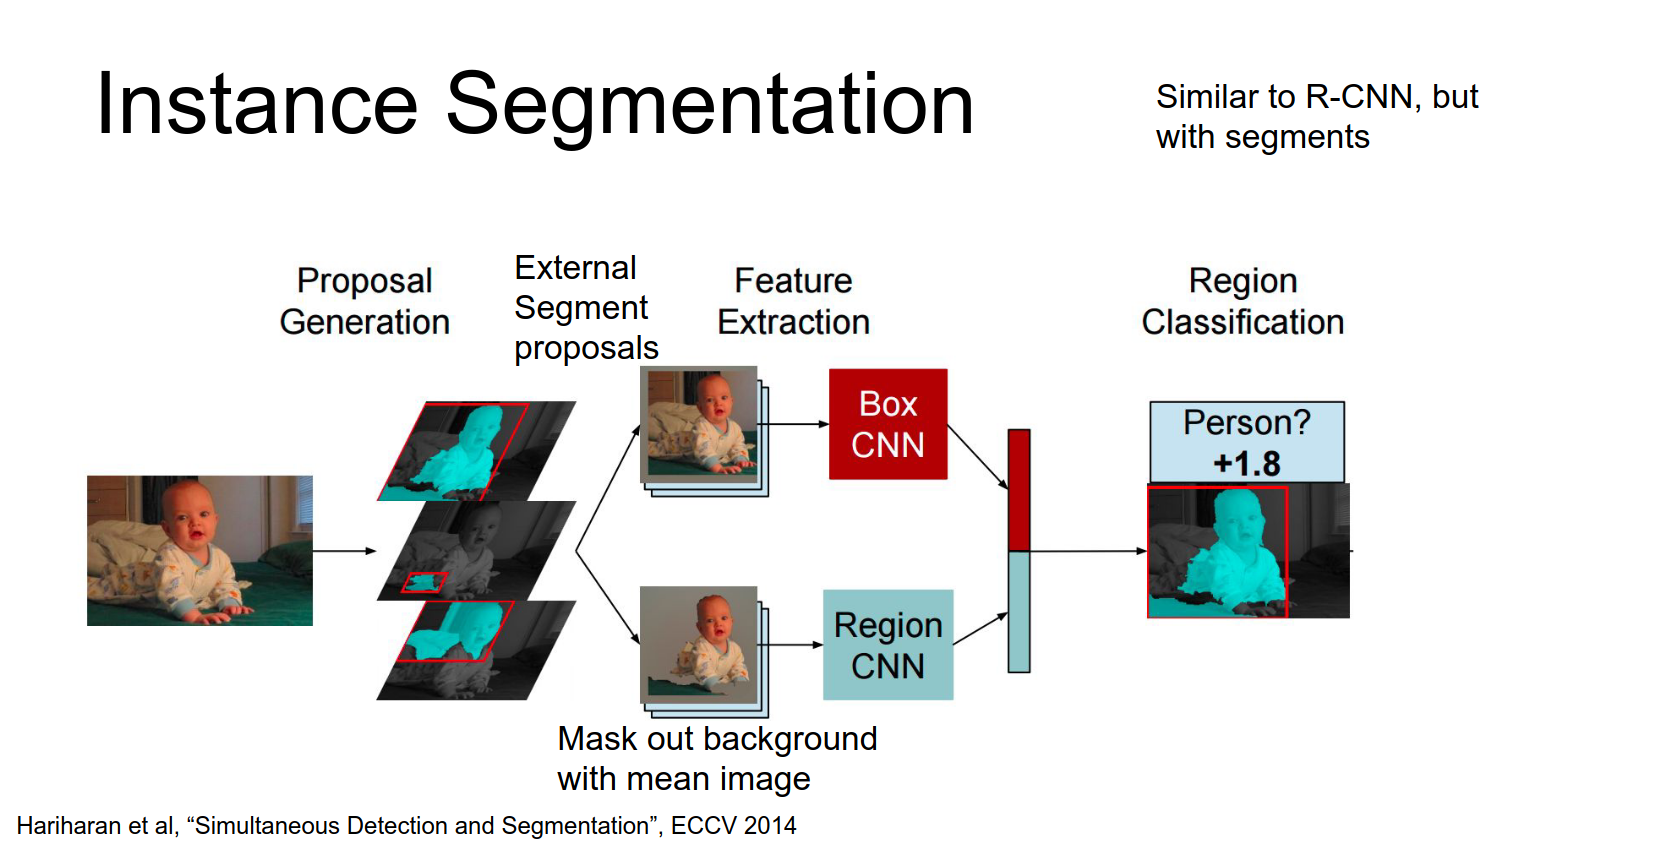 Instance Segmentation
Similar to R-CNN, but
with segments
Proposal
Generation
External
Segment
proposals
Feature
Extraction
Region
Classification
Box
CNN
Person?
+1.8
Region
CNN
Mask out background
with mean image
Hariharan et al, “Simultaneous Detection and Segmentation”, ECCV 2014